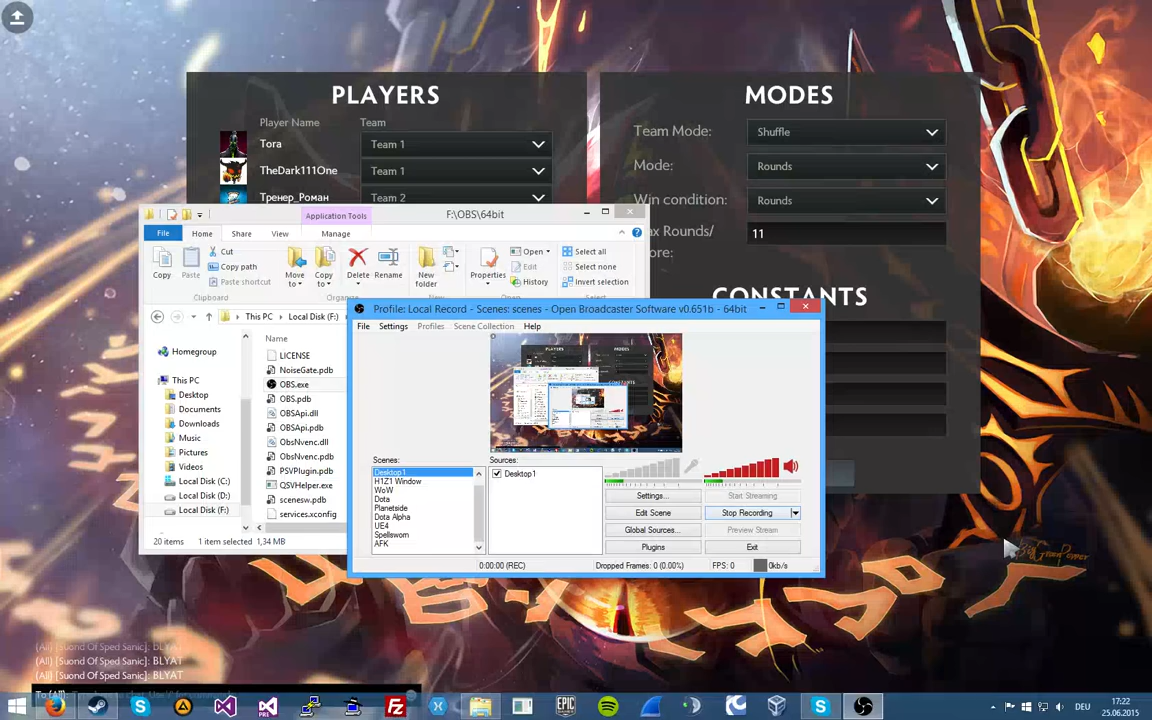 PLAYERS
Player Name Team
Tora Team 1
TheDark111One Team 1
Тренер_Роман Team 2
MODES
Team Mode: Shuffle
Mode: Rounds
Win condition: Rounds
Rounds/ 11
CONSTANTS
Application Tools F:\OBS\64bit
File Home Share View Manage
Copy Paste Cut
Copy path
Paste shortcut
Clipboard
Move to Copy to Delete Rename
New folder
Properties
Open
Edit
History
Select all
Select none
Invert selection
This PC Local Disk (F:)
Homegroup
This PC
Desktop
Documents
Downloads
Music
Pictures
Videos
Local Disk (C:)
Local Disk (D:)
Local Disk (F:)
Name
LICENSE
NoiseGate.pdb
OBS.exe
OBS.pdb
OBSApi.dll
OBSApi.pdb
ObsNvenc.dll
ObsNvenc.pdb
PSVPlugin.pdb
QSVHelper.exe
scenesw.pdb
services.xconfig
20 items 1 item selected 1,34 MB
Profile: Local Record - Scenes: scenes - Open Broadcaster Software v0.651b - 64bit
File Settings Profiles Scene Collection Help
Scenes:
Desktop1
H1Z1 Window
WoW
Dota
Planetside
Dota Alpha
UE4
Spellsworn
AFK
Sources:
Desktop1
Settings... Start Streaming
Edit Scene Stop Recording
Global Sources... Preview Stream
Plugins Exit
0:00:00 (REC) Dropped Frames: 0 (0.00%) FPS: 0 0kb/s
(All) [Suond Of Sped Sanic]: BLYAT
(All) [Suond Of Sped Sanic]: BLYAT
(All) [Suond Of Sped Sanic]: BLYAT
To (All):
DEU
17:22
25.06.2015